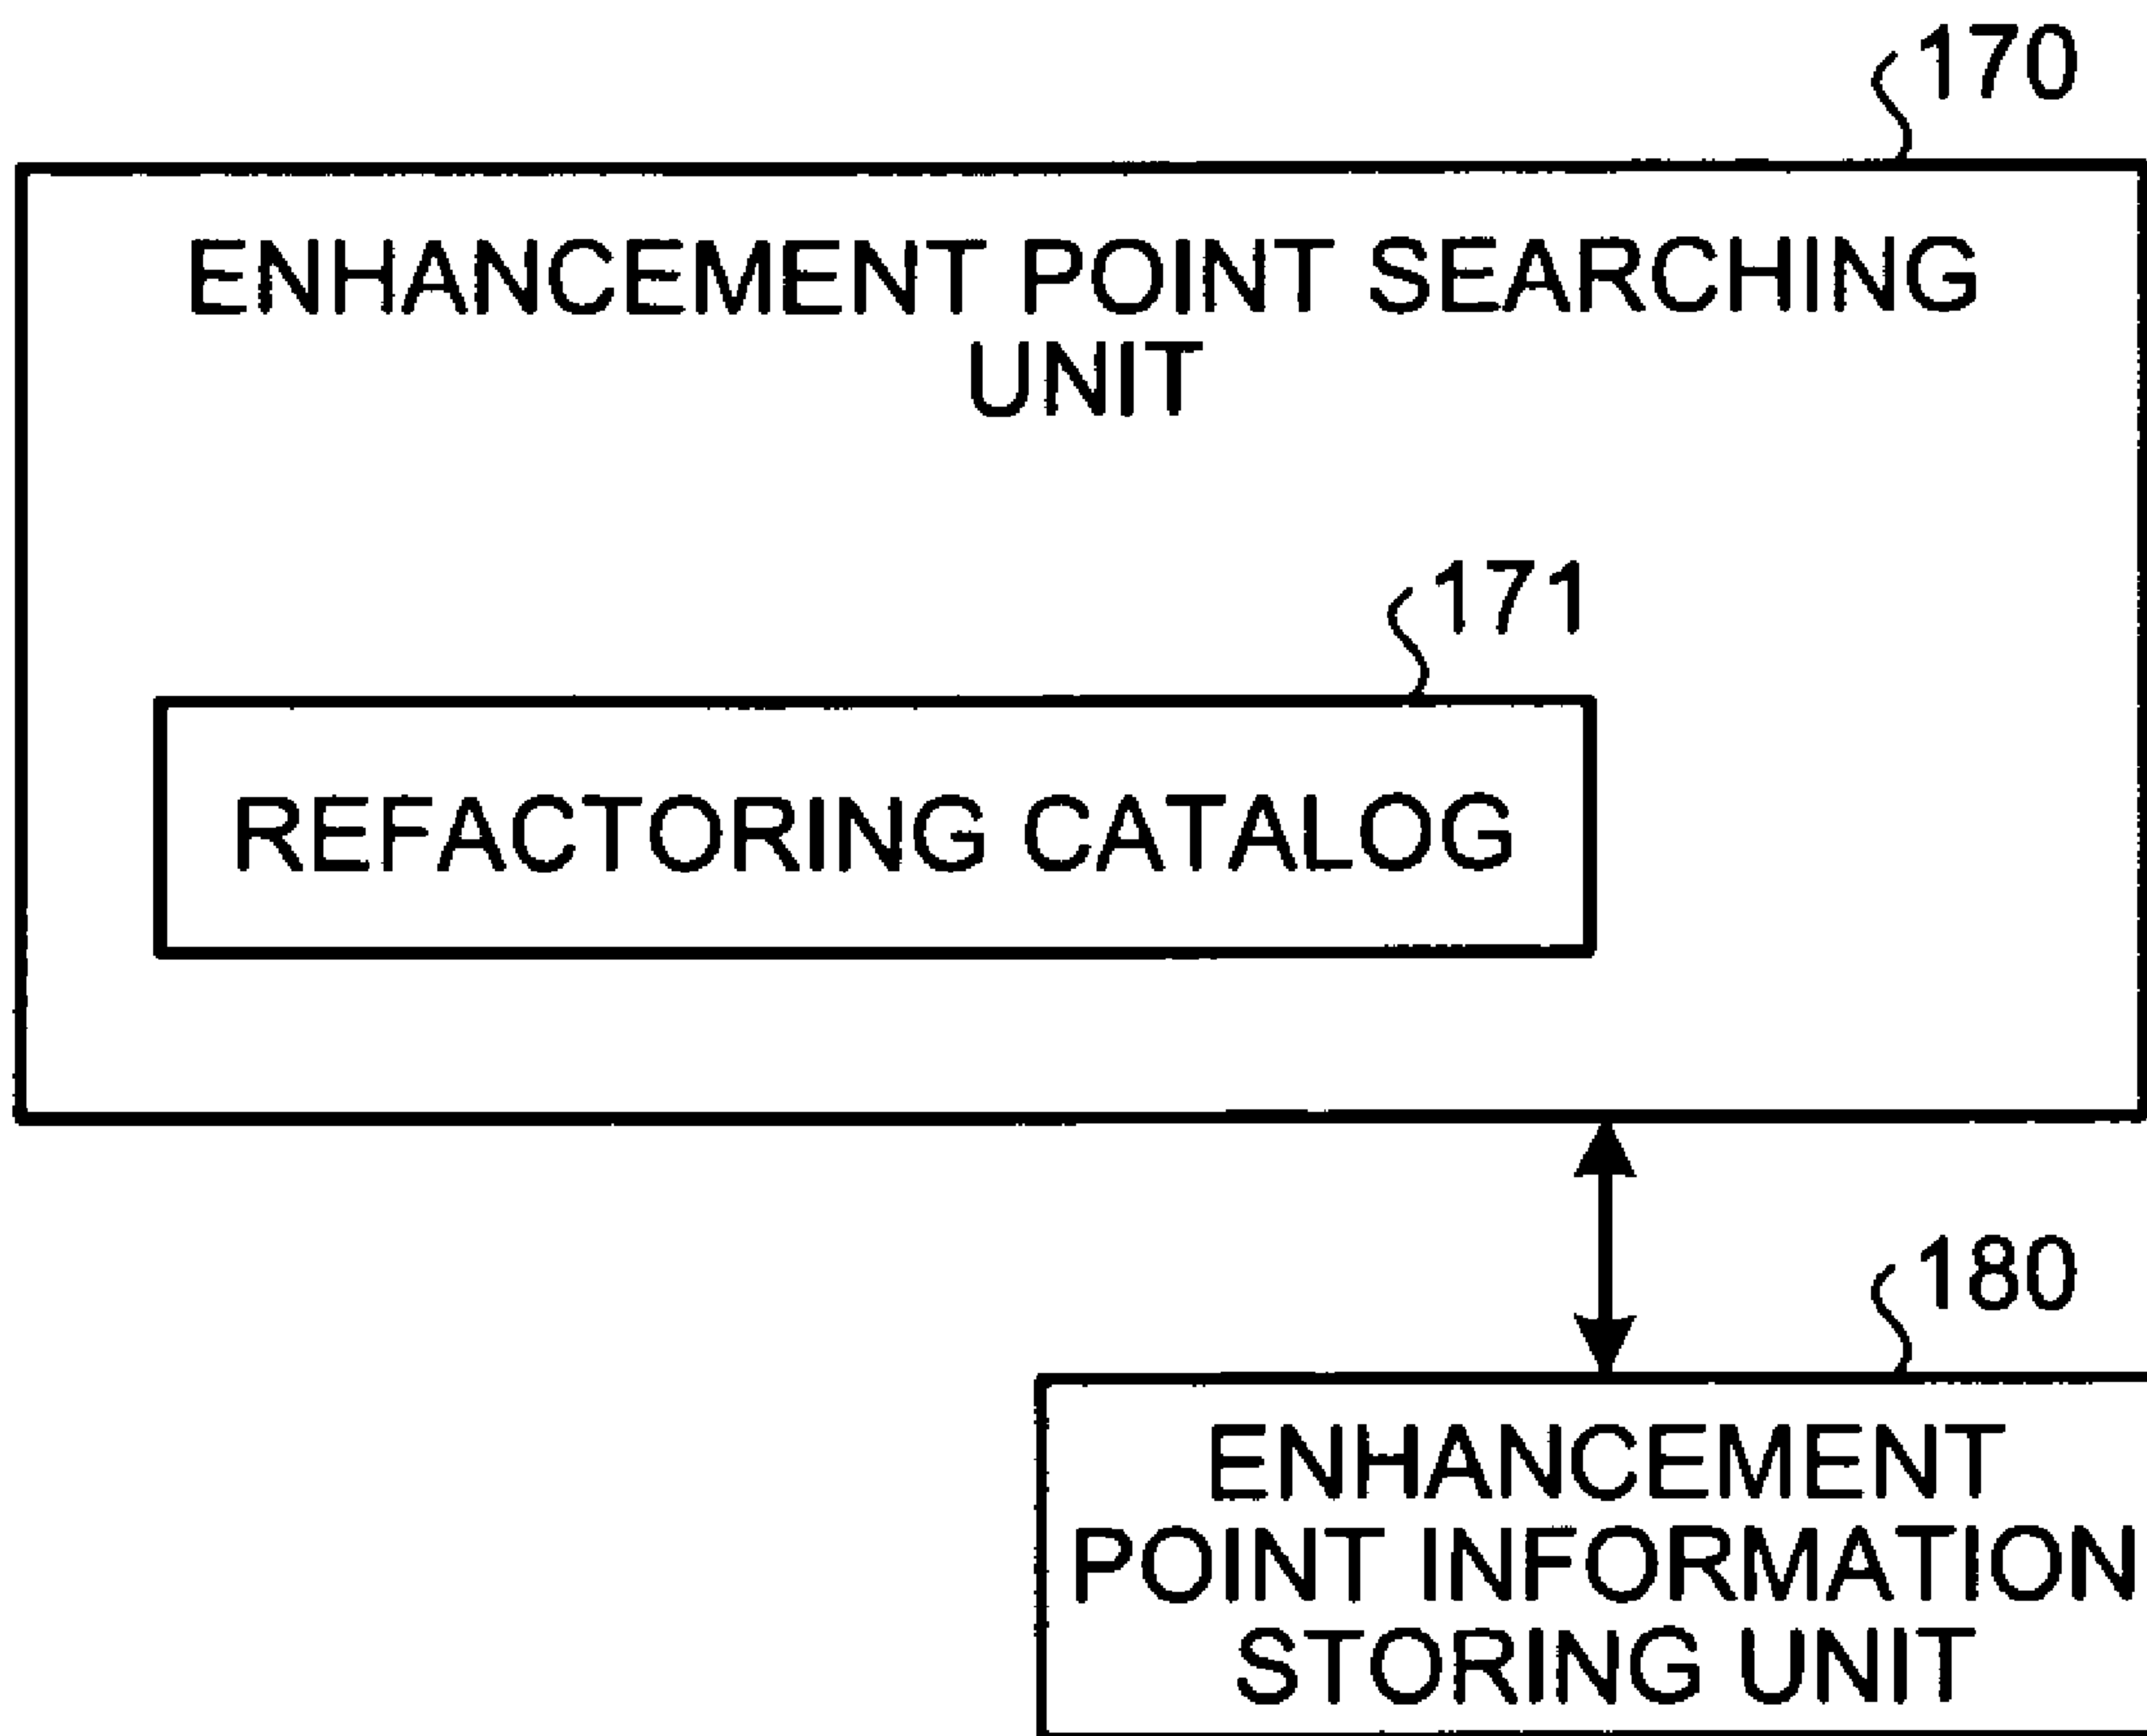 170
ENHANCEMENT POINT SEARCHING
UNIT
171
REFACTORING CATALOG
180
ENHANCEMENT
POINT INFORMATION
STORING UNIT